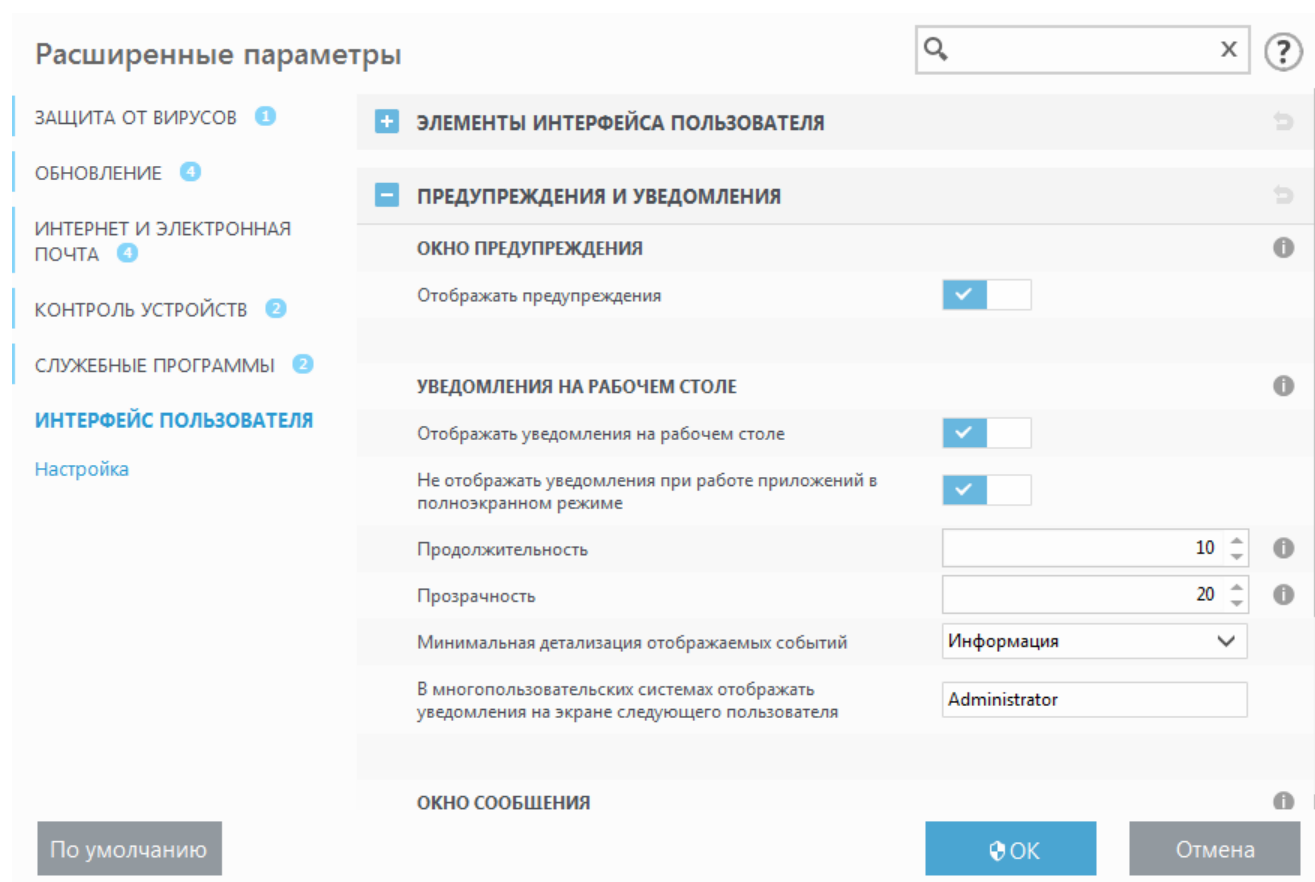 Расширенные параметры
x
?
ЗАЩИТА ОТ ВИРУСОВ 1
ОБНОВЛЕНИЕ 4
ИНТЕРНЕТ И ЭЛЕКТРОННАЯ
ПОЧТА 4
КОНТРОЛЬ УСТРОЙСТВ 2
СЛУЖЕБНЫЕ ПРОГРАММЫ 2
ИНТЕРФЕЙС ПОЛЬЗОВАТЕЛЯ
Настройка
ЭЛЕМЕНТЫ ИНТЕРФЕЙСА ПОЛЬЗОВАТЕЛЯ
ПРЕДУПРЕЖДЕНИЯ И УВЕДОМЛЕНИЯ
ОКНО ПРЕДУПРЕЖДЕНИЯ
Отображать предупреждения
УВЕДОМЛЕНИЯ НА РАБОЧЕМ СТОЛЕ
Отображать уведомления на рабочем столе
Не отображать уведомления при работе приложений в
полноэкранном режиме
Продолжительность 10
Прозрачность 20
Минимальная детализация отображаемых событий Информация
В многопользовательских системах отображать
уведомления на экране следующего пользователя
Administrator
ОКНО СООБЩЕНИЯ
По умолчанию
OK
Отмена